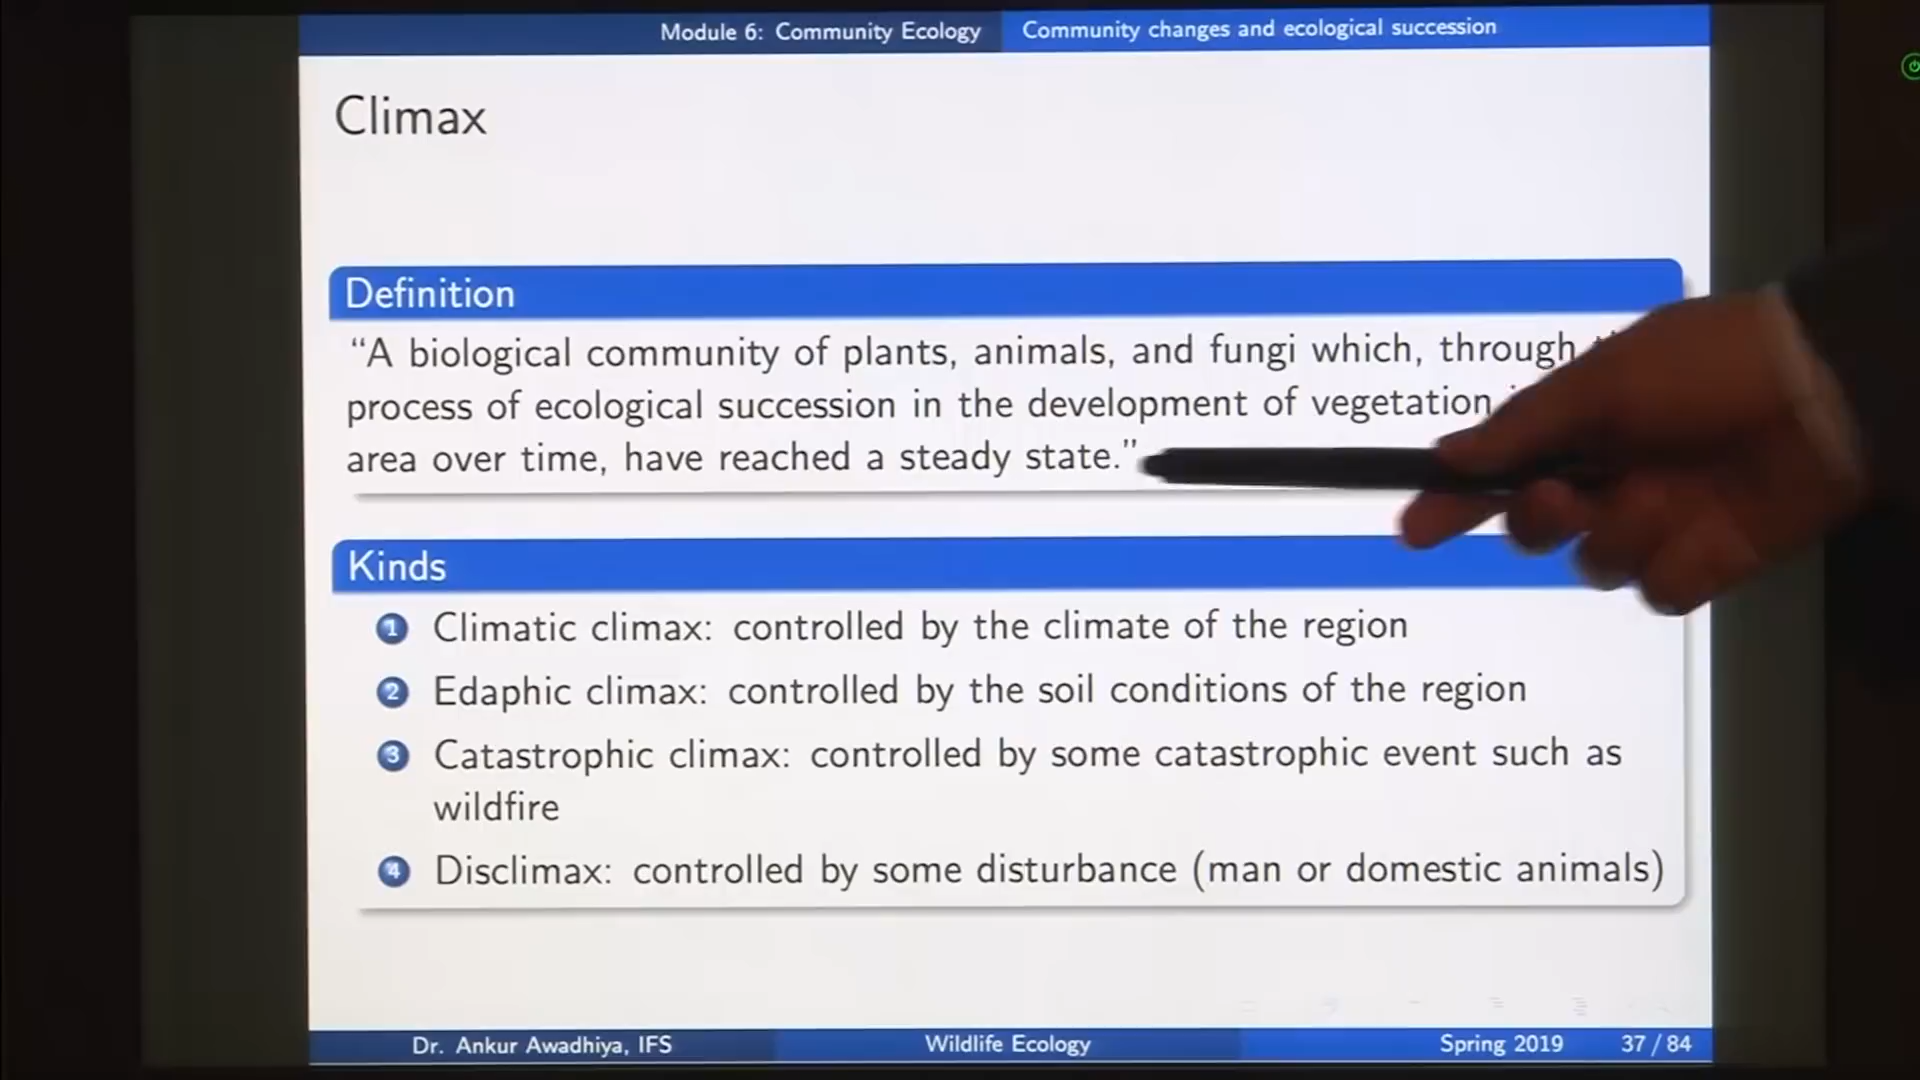 Module 6: Community Ecology Community changes and ecological succession
Climax
Definition
“A biological community of plants, animals, and fungi which, through
process of ecological succession in the development of vegetation
area over time, have reached a steady state.”
Kinds
1 Climatic climax: controlled by the climate of the region
2 Edaphic climax: controlled by the soil conditions of the region
3 Catastrophic climax: controlled by some catastrophic event such as
wildfire
4 Disclimax: controlled by some disturbance (man or domestic animals)
Dr. Ankur Awadhiya, IFS Wildlife Ecology Spring 2019 37 / 84